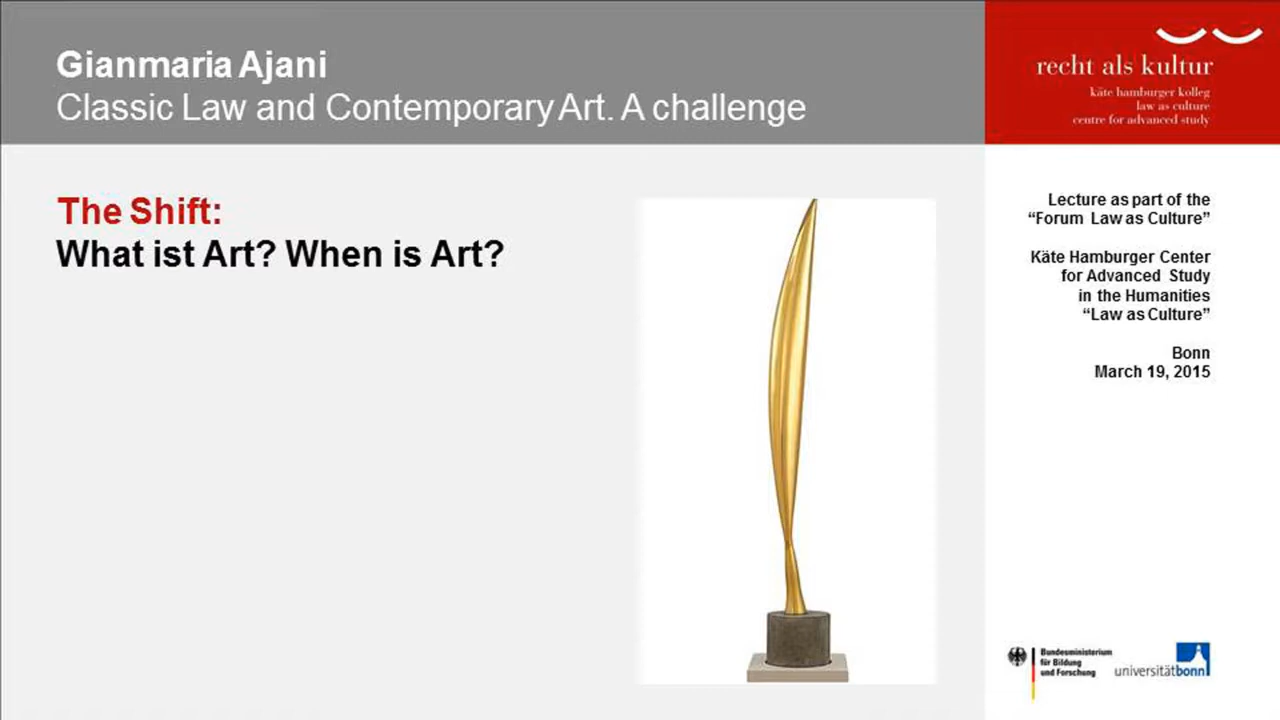 Gianmaria Ajani
Classic Law and Contemporary Art. A challenge
recht als kultur
käte hamburger kolleg
law as culture
centre for advanced study
The Shift:
What ist Art? When is Art?
Lecture as part of the
“Forum Law as Culture”
Käte Hamburger Center
for Advanced Study
in the Humanities
“Law as Culture”
Bonn
March 19, 2015
Bundesministerium
für Bildung
und Forschung
universitätbonn